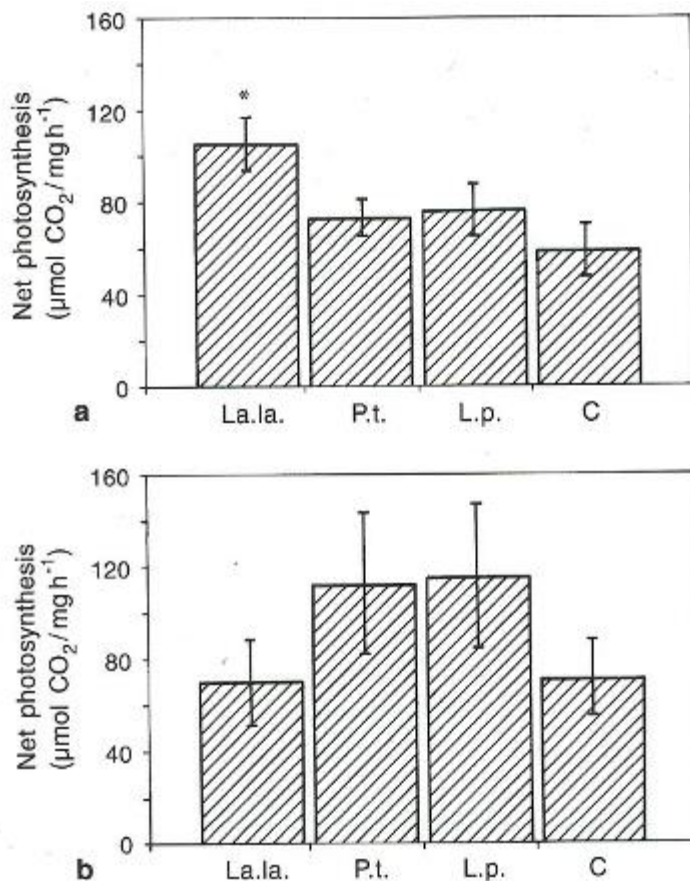 160
120
80
40
0
Net photosynthesis
(µmol CO₂/mg h⁻¹)
*
a
La.la. P.t. L.p. C
160
120
80
40
0
Net photosynthesis
(µmol CO₂/mg h⁻¹)
b
La.la. P.t. L.p. C